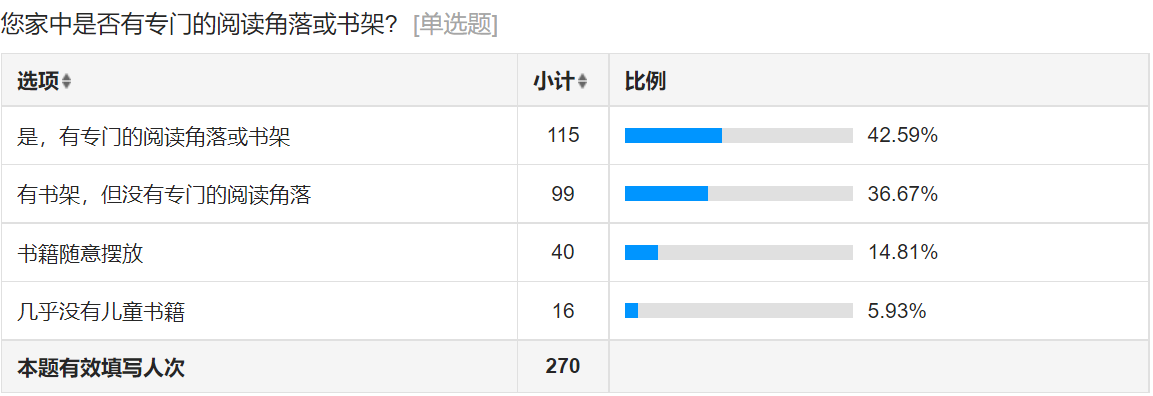 您家中是否有专门的阅读角落或书架? [单选题]
选项 小计 比例
是，有专门的阅读角落或书架 115 42.59%
有书架，但没有专门的阅读角落 99 36.67%
书籍随意摆放 40 14.81%
几乎没有儿童书籍 16 5.93%
本题有效填写人次 270